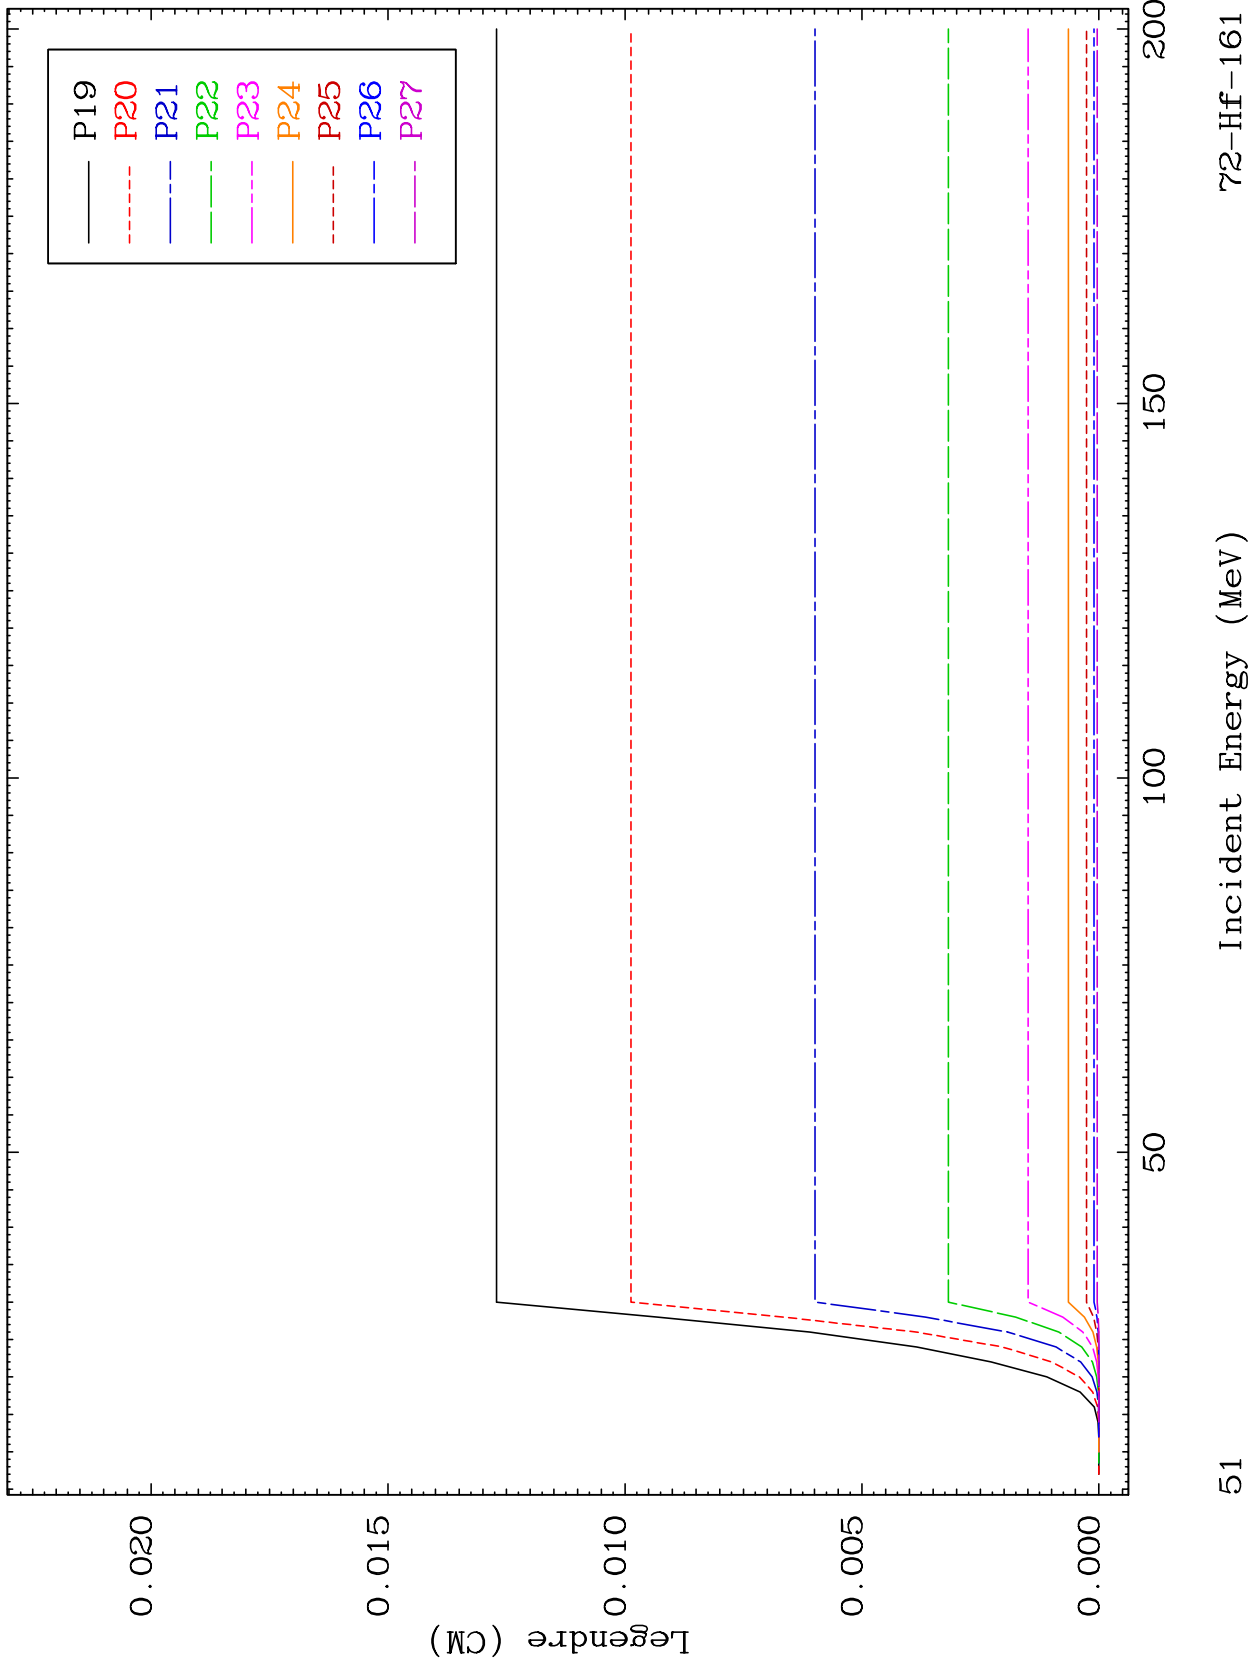 P19
P20
P21
P22
P23
P24
P25
P26
P27
0.020
0.015
0.010
0.005
0.000
Legendre (CM)
50
100
150
200
Incident Energy (MeV)
51
72-Hf-161